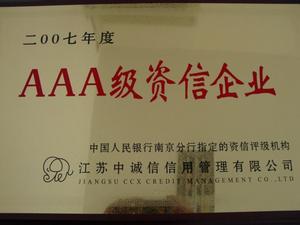 二00七年度
AAA级资信企业
中国人民银行南京分行指定的资信评级机构
江苏中诚信信用管理有限公司
JIANGSU CCX CREDIT MANAGEMENT CO.,LTD